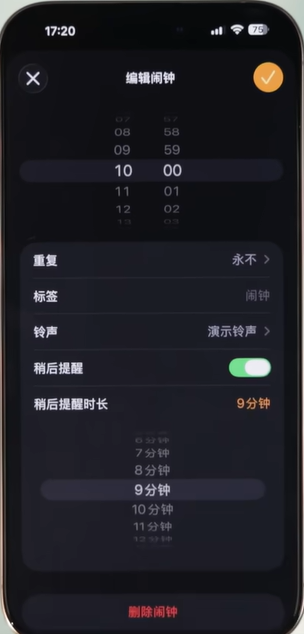 17:20
75
编辑闹钟
07 57
08 58
09 59
10 00
11 01
12 02
13 03
重复 永不
标签 闹钟
铃声 演示铃声
稍后提醒
稍后提醒时长 9分钟
6分钟
7分钟
8分钟
9分钟
10分钟
11分钟
12分钟
删除闹钟